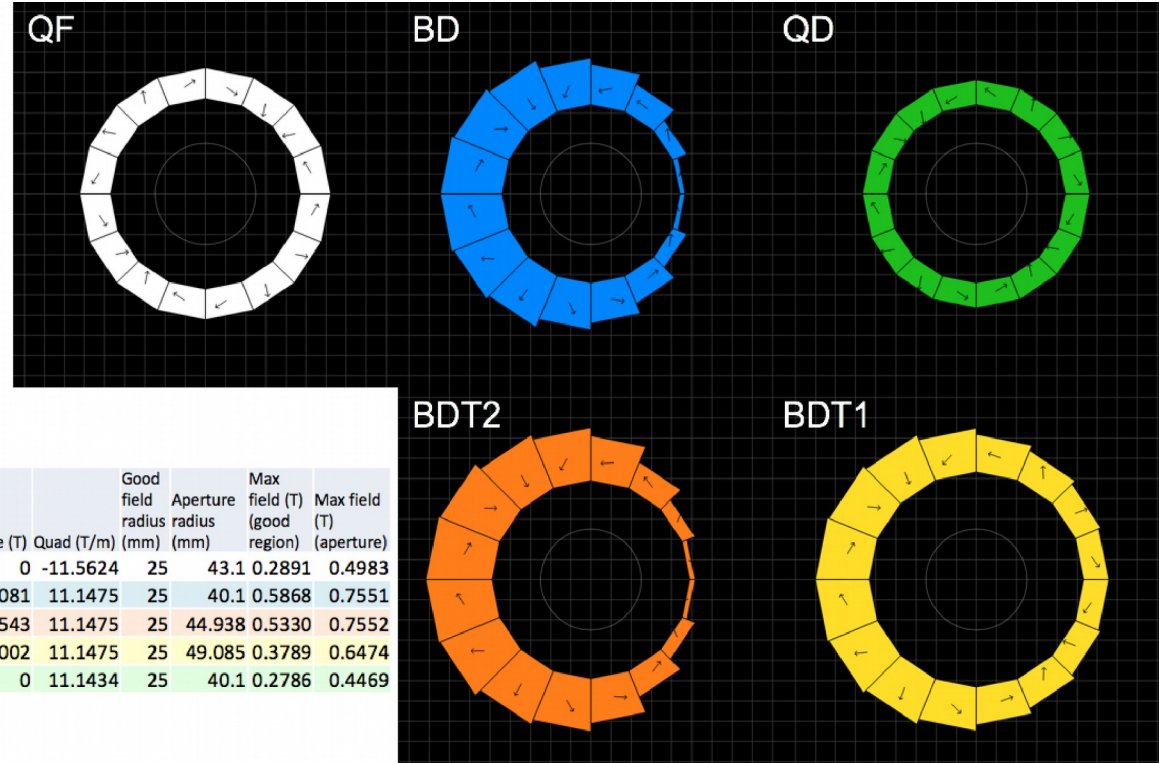 QF
BD
QD
BDT2
BDT1
Good
field
radius
(mm)
Aperture
radius
(mm)
Max
field (T)
(good
region)
Max field
(T)
(aperture)
e (T) Quad (T/m)
0 -11.5624 25 43.1 0.2891 0.4983
081 11.1475 25 40.1 0.5868 0.7551
543 11.1475 25 44.938 0.5330 0.7552
002 11.1475 25 49.085 0.3789 0.6474
0 11.1434 25 40.1 0.2786 0.4469